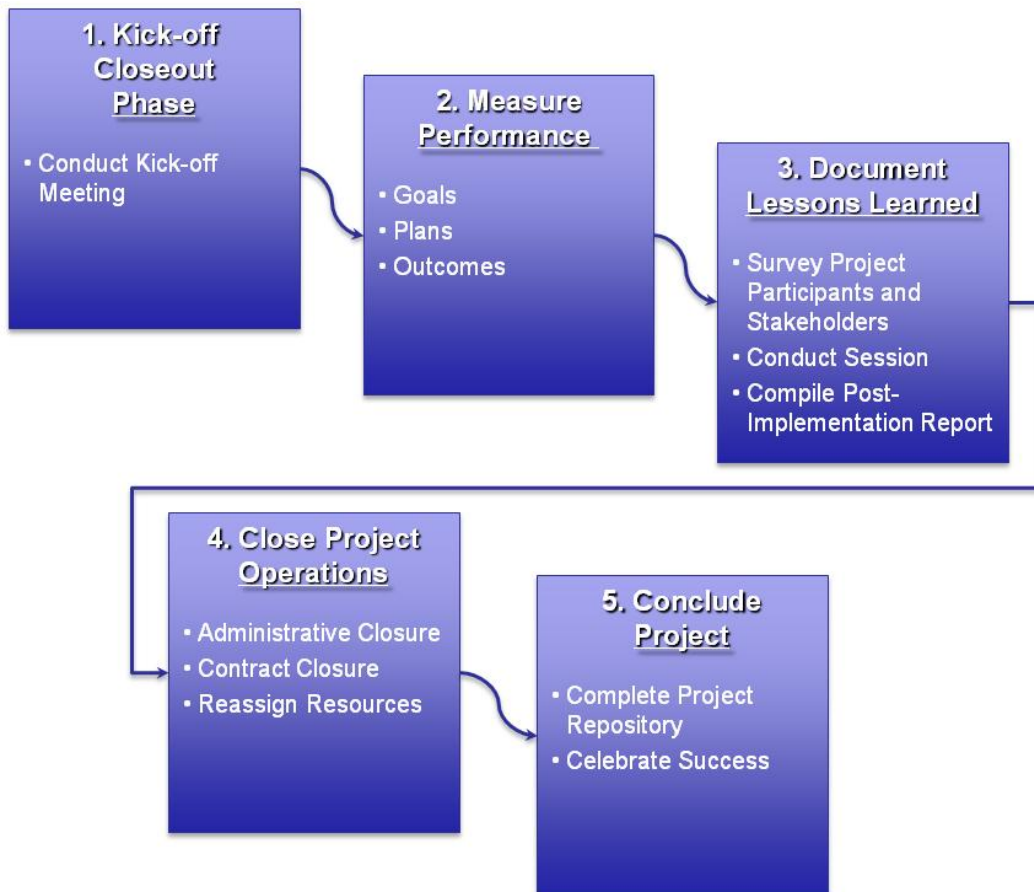 1. Kick-off
Closeout
Phase
▪ Conduct Kick-off
Meeting
2. Measure
Performance
▪ Goals
▪ Plans
▪ Outcomes
3. Document
Lessons Learned
▪ Survey Project
Participants and
Stakeholders
▪ Conduct Session
▪ Compile Post-
Implementation Report
4. Close Project
Operations
▪ Administrative Closure
▪ Contract Closure
▪ Reassign Resources
5. Conclude
Project
▪ Complete Project
Repository
▪ Celebrate Success